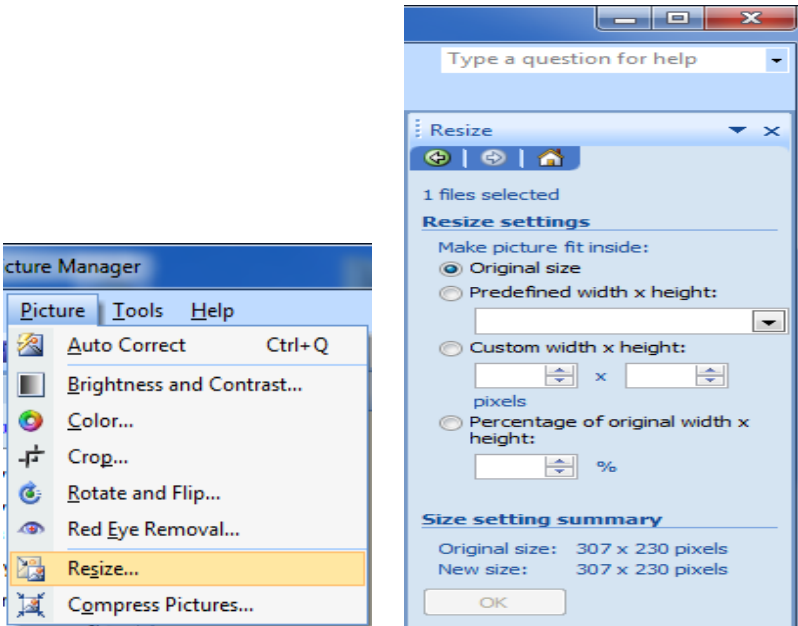 cture Manager
Picture Tools Help
Auto Correct Ctrl+Q
Brightness and Contrast...
Color...
Crop...
Rotate and Flip...
Red Eye Removal...
Resize...
Compress Pictures...
Type a question for help
Resize
1 files selected
Resize settings
Make picture fit inside:
Original size
Predefined width x height:
Custom width x height:
x
pixels
Percentage of original width x
height:
%
Size setting summary
Original size: 307 x 230 pixels
New size: 307 x 230 pixels
OK